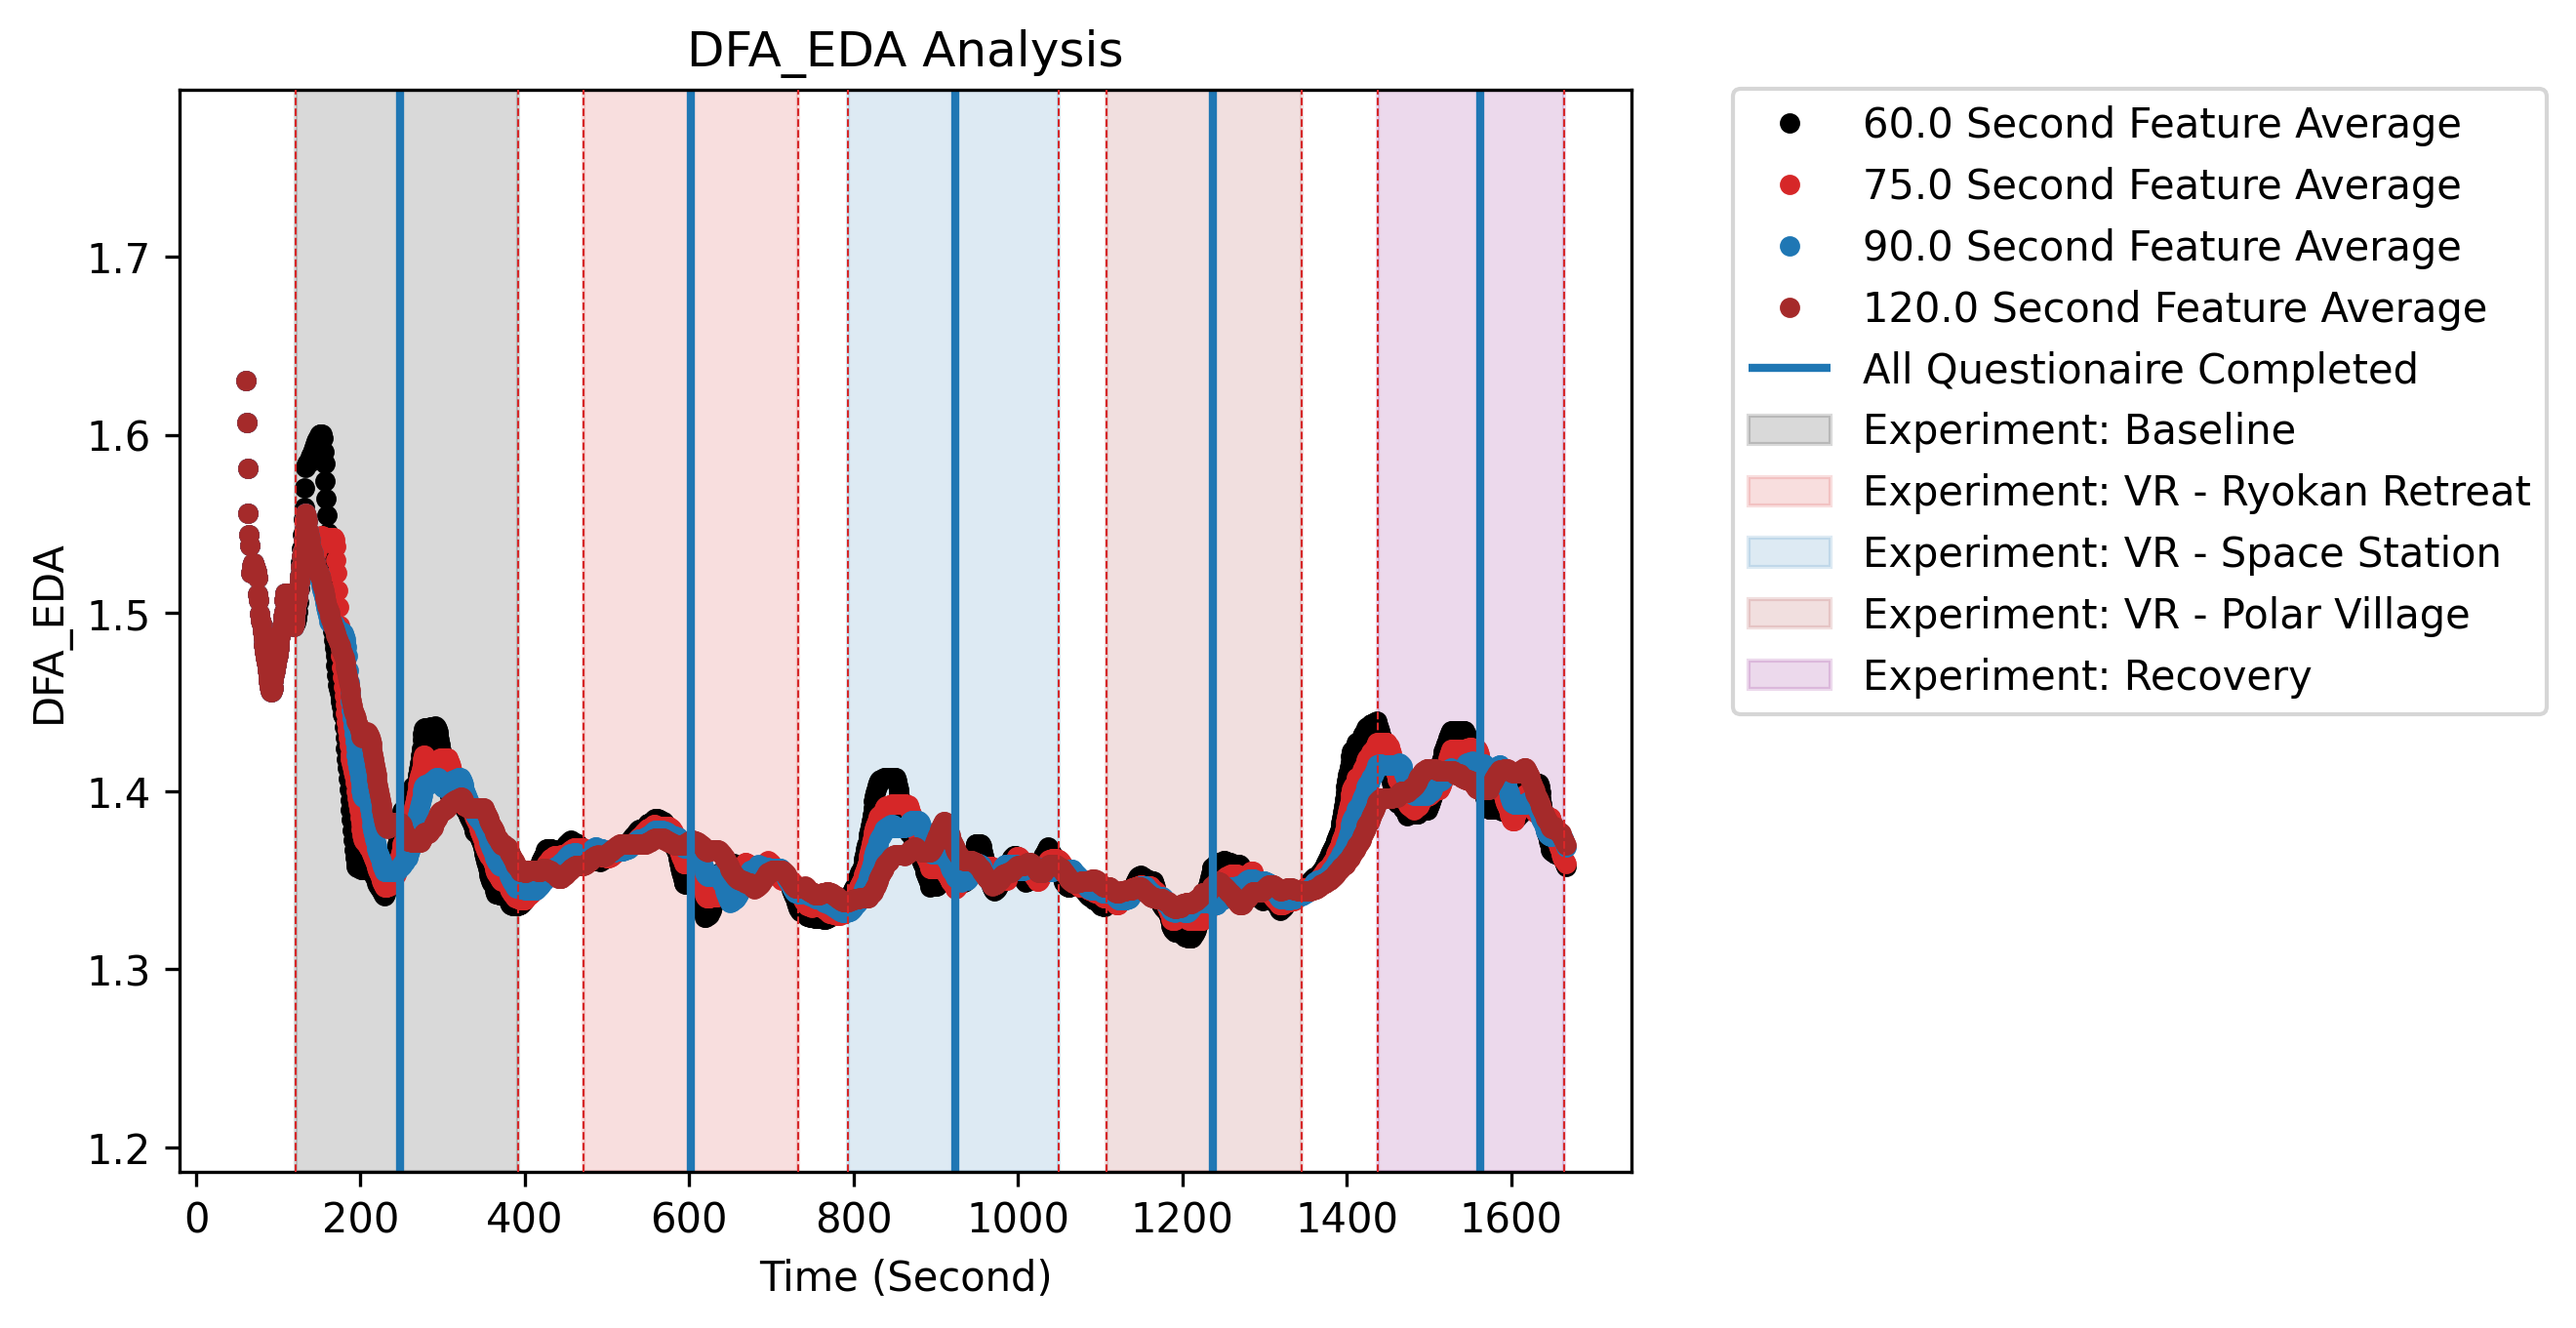 DFA_EDA Analysis
DFA_EDA
1.7
1.6
1.5
1.4
1.3
1.2
0 200 400 600 800 1000 1200 1400 1600
Time (Second)
60.0 Second Feature Average
75.0 Second Feature Average
90.0 Second Feature Average
120.0 Second Feature Average
All Questionaire Completed
Experiment: Baseline
Experiment: VR - Ryokan Retreat
Experiment: VR - Space Station
Experiment: VR - Polar Village
Experiment: Recovery